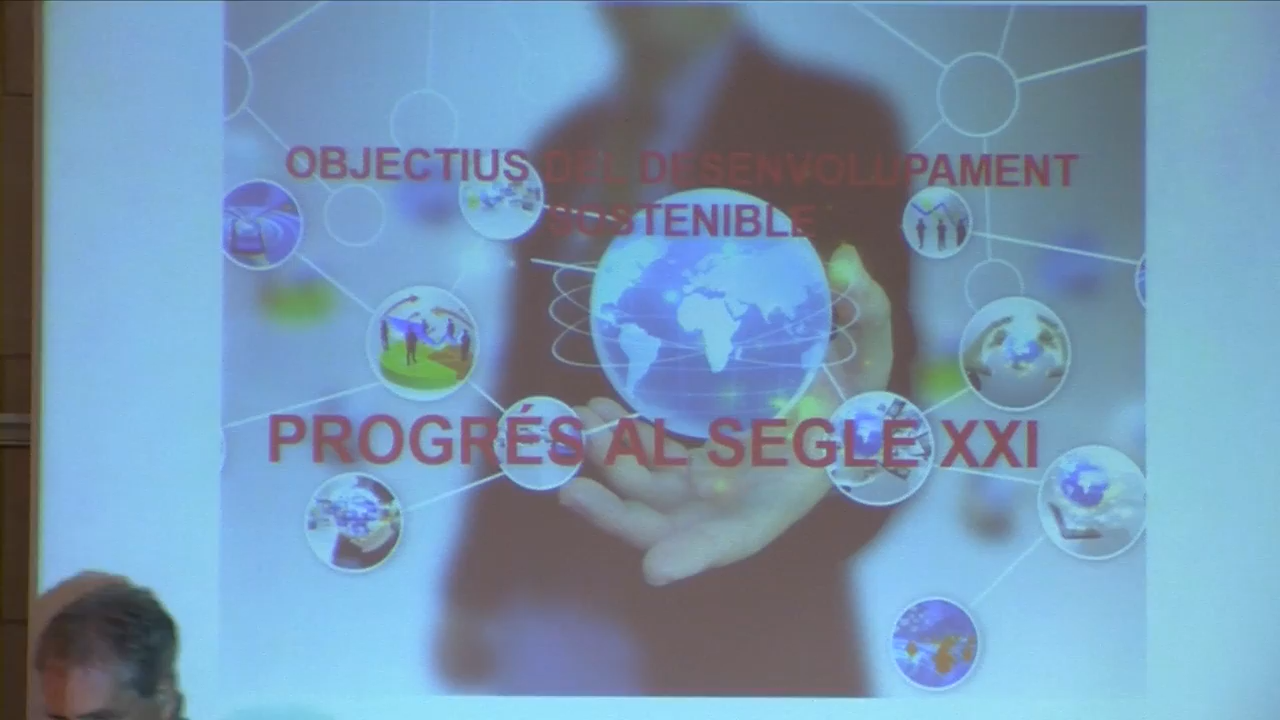 OBJECTIUS DEL DESENVOLUPAMENT
SOSTENIBLE
PROGRÉS AL SEGLE XXI